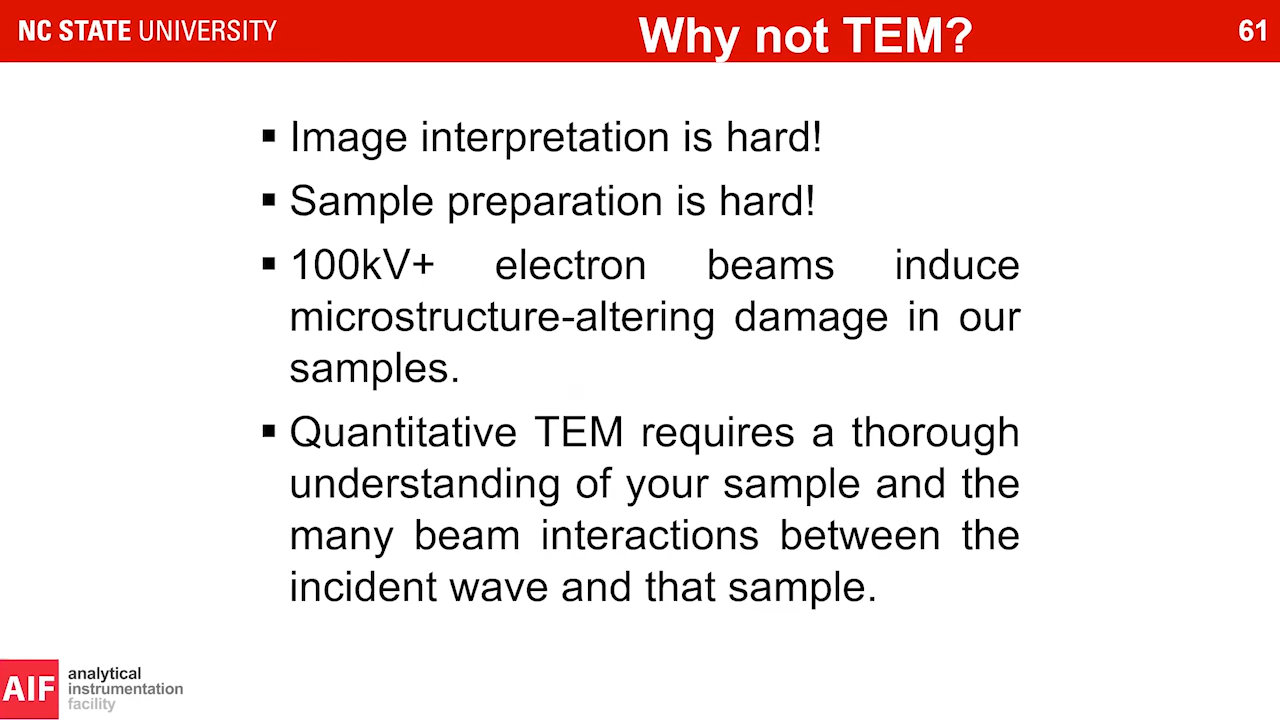 NC STATE UNIVERSITY
Why not TEM?
61
▪ Image interpretation is hard!
▪ Sample preparation is hard!
▪ 100kV+ electron beams induce
microstructure-altering damage in our
samples.
▪ Quantitative TEM requires a thorough
understanding of your sample and the
many beam interactions between the
incident wave and that sample.
AIF
analytical
instrumentation
facility